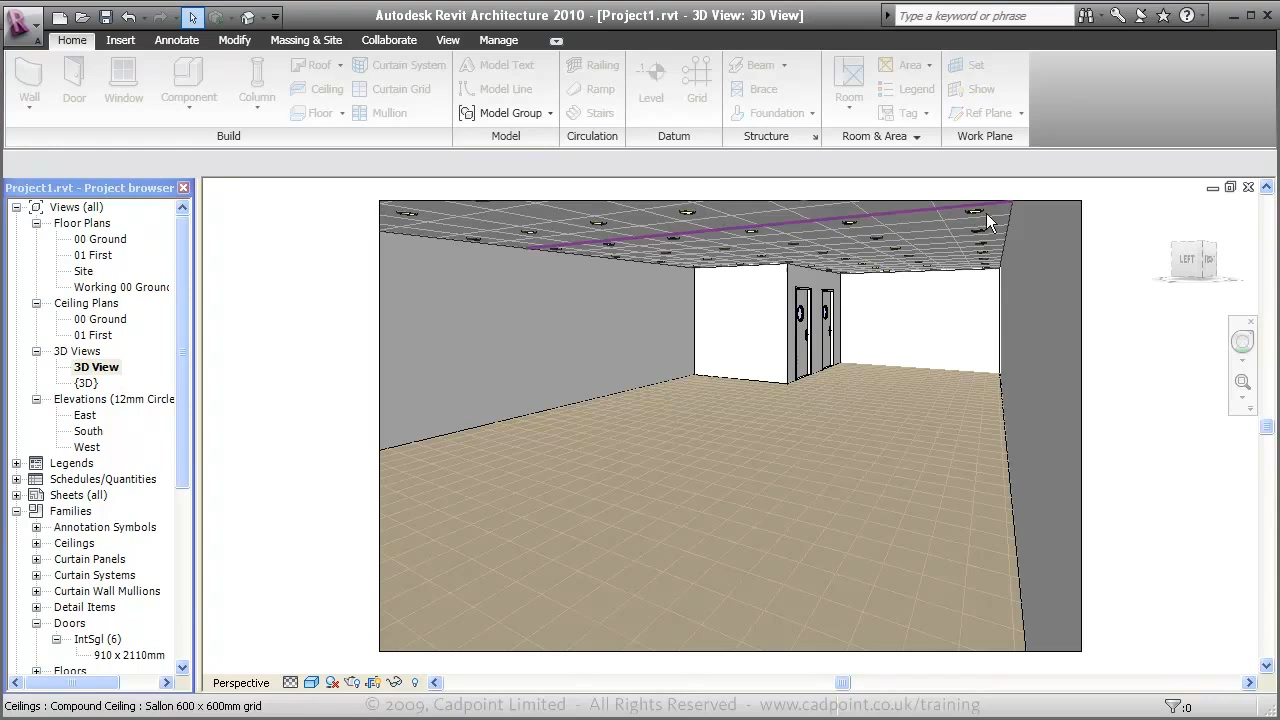 Autodesk Revit Architecture 2010 - [Project1.rvt - 3D View: 3D View]
Type a keyword or phrase
Home Insert Annotate Modify Massing & Site Collaborate View Manage
Roof Curtain System Model Text Railing Beam Area Set
Wall Door Window Component Column Ceiling Curtain Grid Model Line Ramp Level Grid Brace Room Legend Show
Floor Mullion Model Group Stairs Foundation Tag Ref Plane
Build Model Circulation Datum Structure Room & Area Work Plane
Project1.rvt - Project browser
Views (all)
Floor Plans
00 Ground
01 First
Site
Working 00 Ground
Ceiling Plans
00 Ground
01 First
3D Views
3D View
{3D}
Elevations (12mm Circle
East
South
West
Legends
Schedules/Quantities
Sheets (all)
Families
Annotation Symbols
Ceilings
Curtain Panels
Curtain Systems
Curtain Wall Mullions
Detail Items
Doors
IntSgl (6)
910 x 2110mm
Floors
LEFT
Perspective
Ceilings : Compound Ceiling : Sallon 600 x 600mm grid
© 2009, Cadpoint Limited - All Rights Reserved - www.cadpoint.co.uk/training
:0